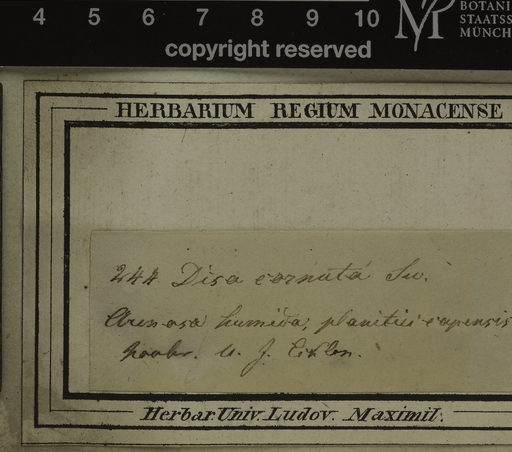 4 5 6 7 8 9 10
copyright reserved
BOTANI
STAATSS
MÜNCH
HERBARIUM REGIUM MONACENSE
244 Disa cornuta Sw.
Arenosa humida, planitiei capensis
u. f. Eckln.
Herbar. Univ. Ludov. Maximil.